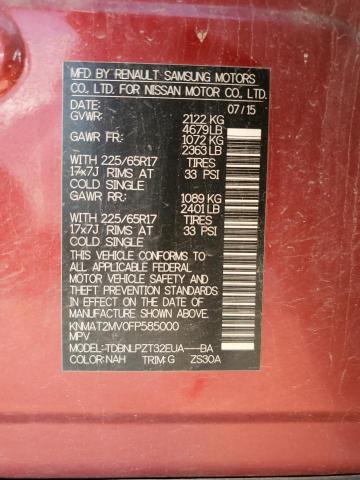 MFD BY RENAULT SAMSUNG MOTORS
CO., LTD. FOR NISSAN MOTOR CO., LTD.
DATE: 07/15
GVWR: 2122 KG
4679 LB
GAWR FR: 1072 KG
2363 LB
WITH 225/65R17 TIRES
17x7J RIMS AT 33 PSI
COLD SINGLE
GAWR RR: 1089 KG
2401 LB
WITH 225/65R17 TIRES
17x7J RIMS AT 33 PSI
COLD SINGLE
THIS VEHICLE CONFORMS TO
ALL APPLICABLE FEDERAL
MOTOR VEHICLE SAFETY AND
THEFT PREVENTION STANDARDS
IN EFFECT ON THE DATE OF
MANUFACTURE SHOWN ABOVE.
KNMAT2MV0FP585000
MPV
MODEL: TDBNLPZT32EUA---BA
COLOR: NAH TRIM: G ZS30A